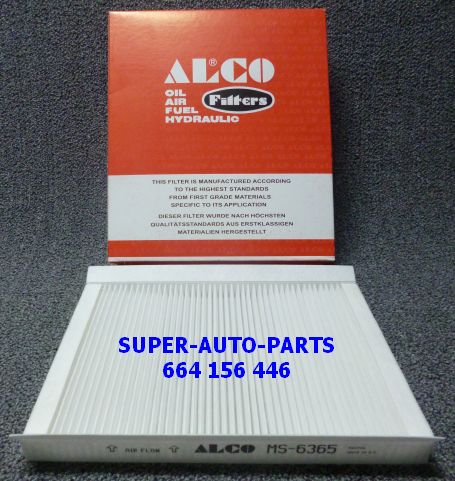 ALCO®
OIL
AIR
FUEL
HYDRAULIC
Filters
THIS FILTER IS MANUFACTURED ACCORDING
TO THE HIGHEST STANDARDS
FROM FIRST GRADE MATERIALS
SPECIFIC TO ITS APPLICATION
DIESER FILTER WURDE NACH HÖCHSTEN
QUALITÄTSSTANDARDS AUS ERSTKLASSIGEN
MATERIALIEN HERGESTELLT
SUPER-AUTO-PARTS
664 156 446
↑ AIR FLOW ↑ ALCO MS-6365